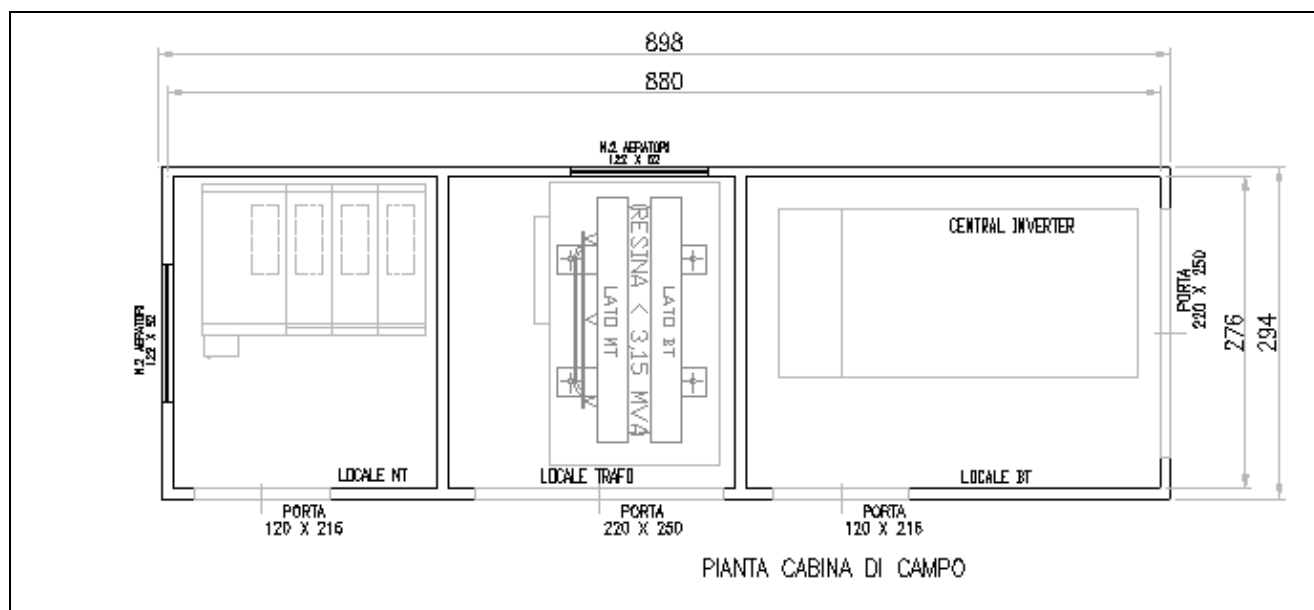 898
880
N.2 AERATORI
122 X 52
N.2 AERATORI
122 X 52
RESINA < 3,15 MVA
LATO MT
LATO BT
CENTRAL INVERTER
PORTA
220 X 250
276
294
LOCALE MT
LOCALE TRAFO
LOCALE BT
PORTA
120 X 216
PORTA
220 X 250
PORTA
120 X 216
PIANTA CABINA DI CAMPO